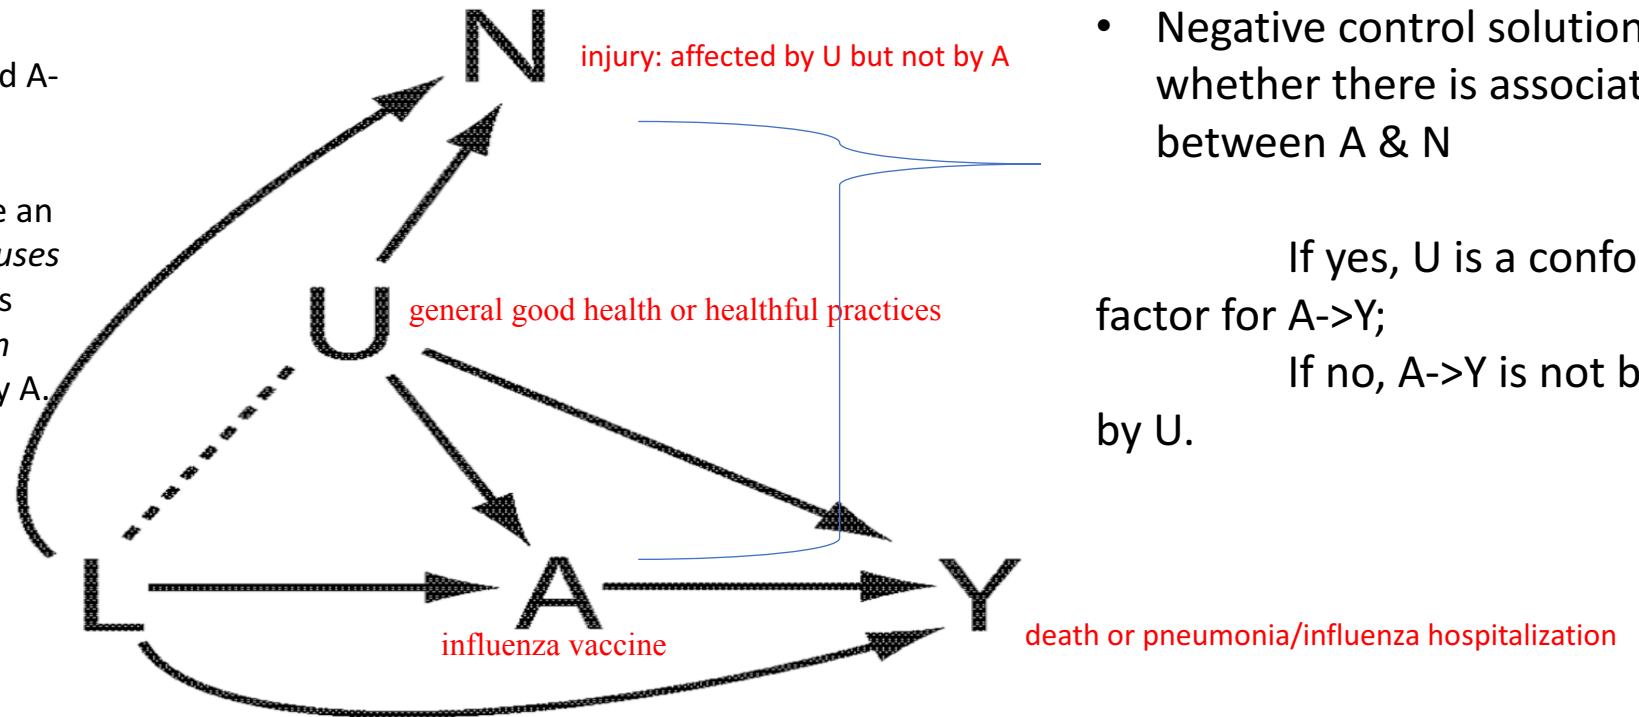 N
injury: affected by U but not by A
d A-
e an
uses
s
n
y A.
U
general good health or healthful practices
L
A
influenza vaccine
Y
death or pneumonia/influenza hospitalization
• Negative control solution
whether there is associat
between A & N
If yes, U is a confo
factor for A->Y;
If no, A->Y is not b
by U.